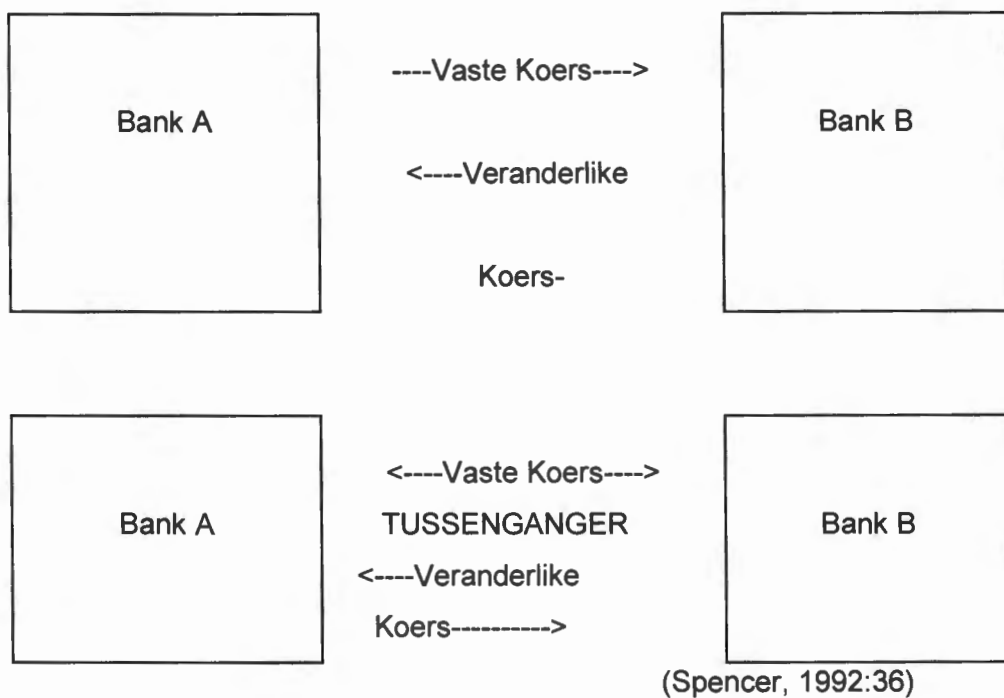 ----Vaste Koers---->
Bank A
Bank B
<----Veranderlike
Koers-
<----Vaste Koers---->
Bank A
TUSSENGANGER
Bank B
<----Veranderlike
Koers----------->
(Spencer, 1992:36)